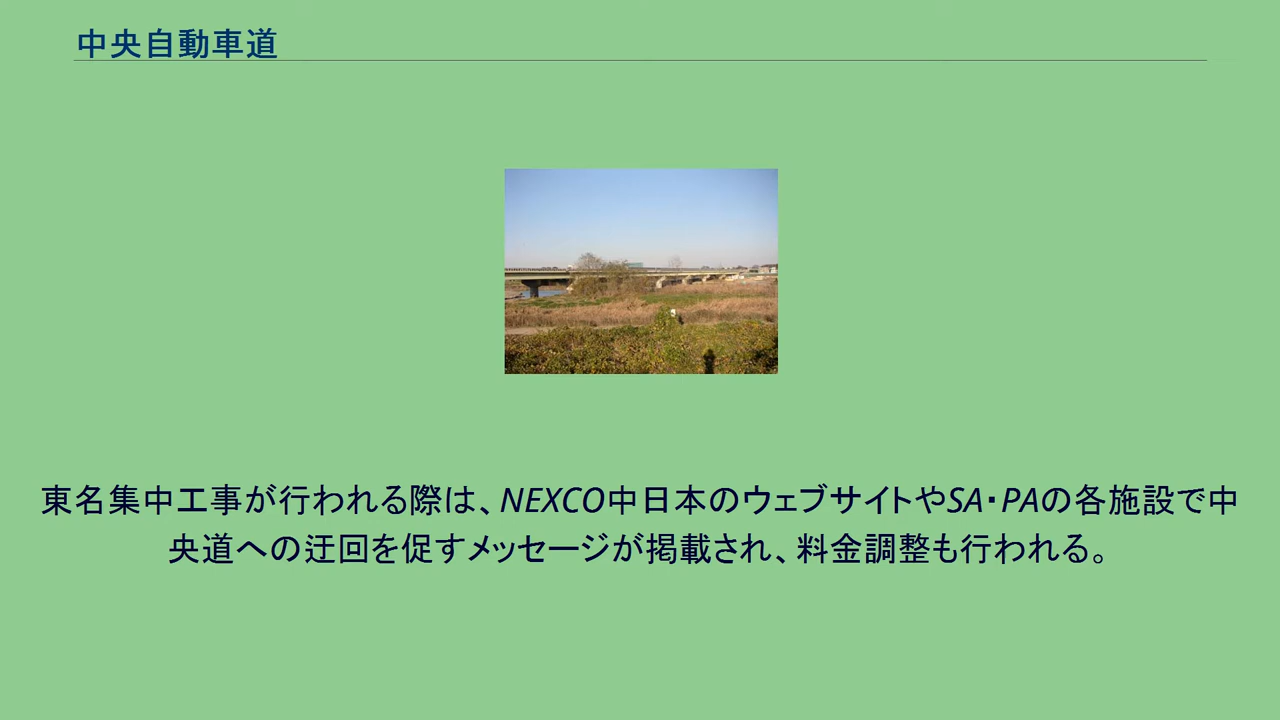 中央自動車道
東名集中工事が行われる際は、NEXCO中日本のウェブサイトやSA・PAの各施設で中
央道への迂回を促すメッセージが掲載され、料金調整も行われる。